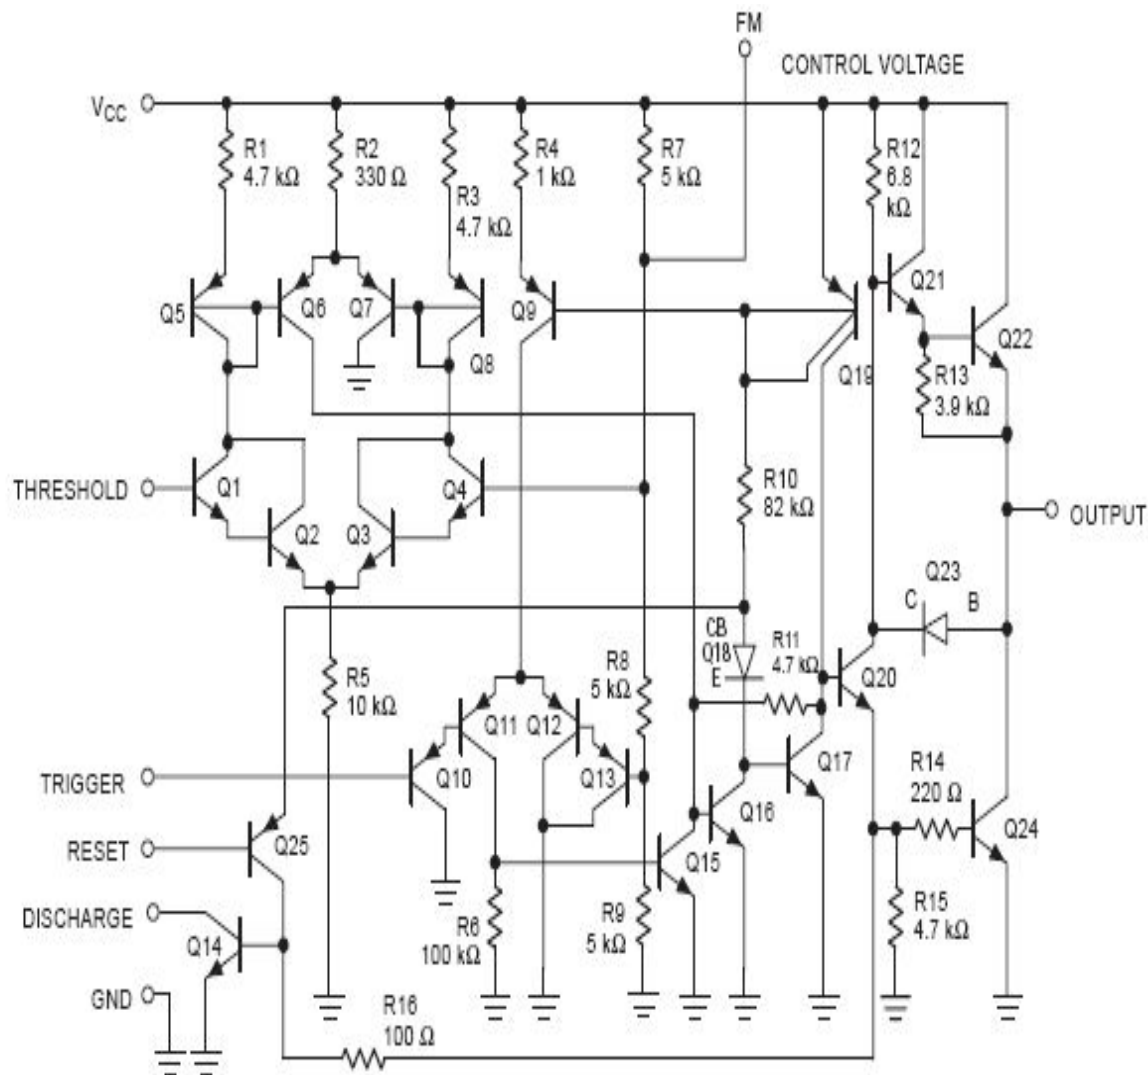 FM
CONTROL VOLTAGE
VCC
R1
4.7 kΩ
R2
330 Ω
R3
4.7 kΩ
R4
1 kΩ
R7
5 kΩ
R12
6.8
kΩ
Q5
Q6
Q7
Q8
Q9
Q19
Q21
Q22
R13
3.9 kΩ
THRESHOLD
Q1
Q2
Q3
Q4
R10
82 kΩ
OUTPUT
Q23
C
B
CB
Q18
E
R11
4.7 kΩ
Q20
R5
10 kΩ
R8
5 kΩ
Q11
Q12
Q10
Q13
Q17
TRIGGER
R14
220 Ω
Q16
Q24
RESET
Q25
Q15
DISCHARGE
Q14
R6
100 kΩ
R9
5 kΩ
R15
4.7 kΩ
GND
R16
100 Ω